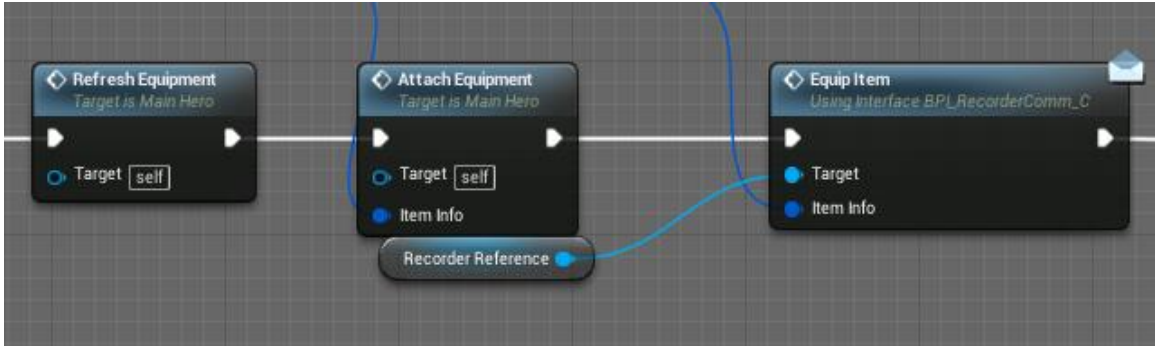 Refresh Equipment
Target is Main Hero
Target self
Attach Equipment
Target is Main Hero
Target self
Item Info
Recorder Reference
Equip Item
Using Interface BPI_RecorderComm_C
Target
Item Info